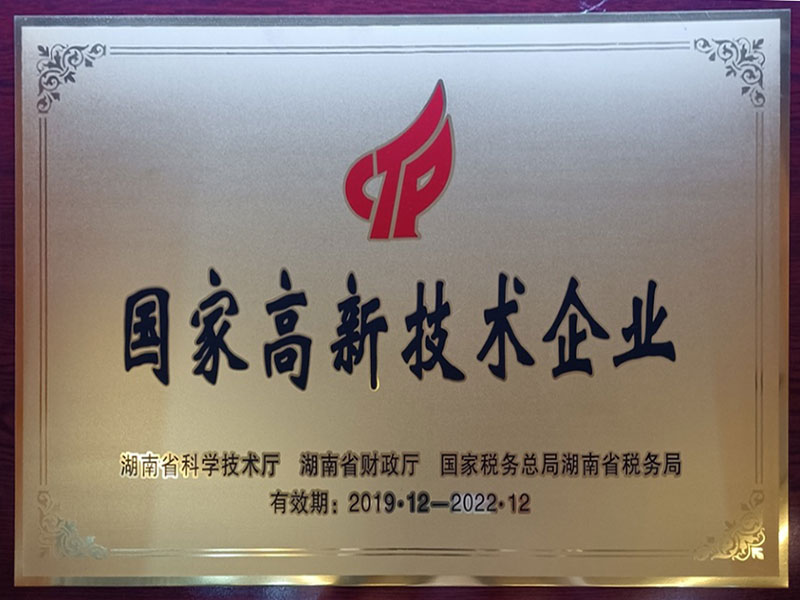 CTP
国家高新技术企业
湖南省科学技术厅 湖南省财政厅 国家税务总局湖南省税务局
有效期：2019·12—2022·12